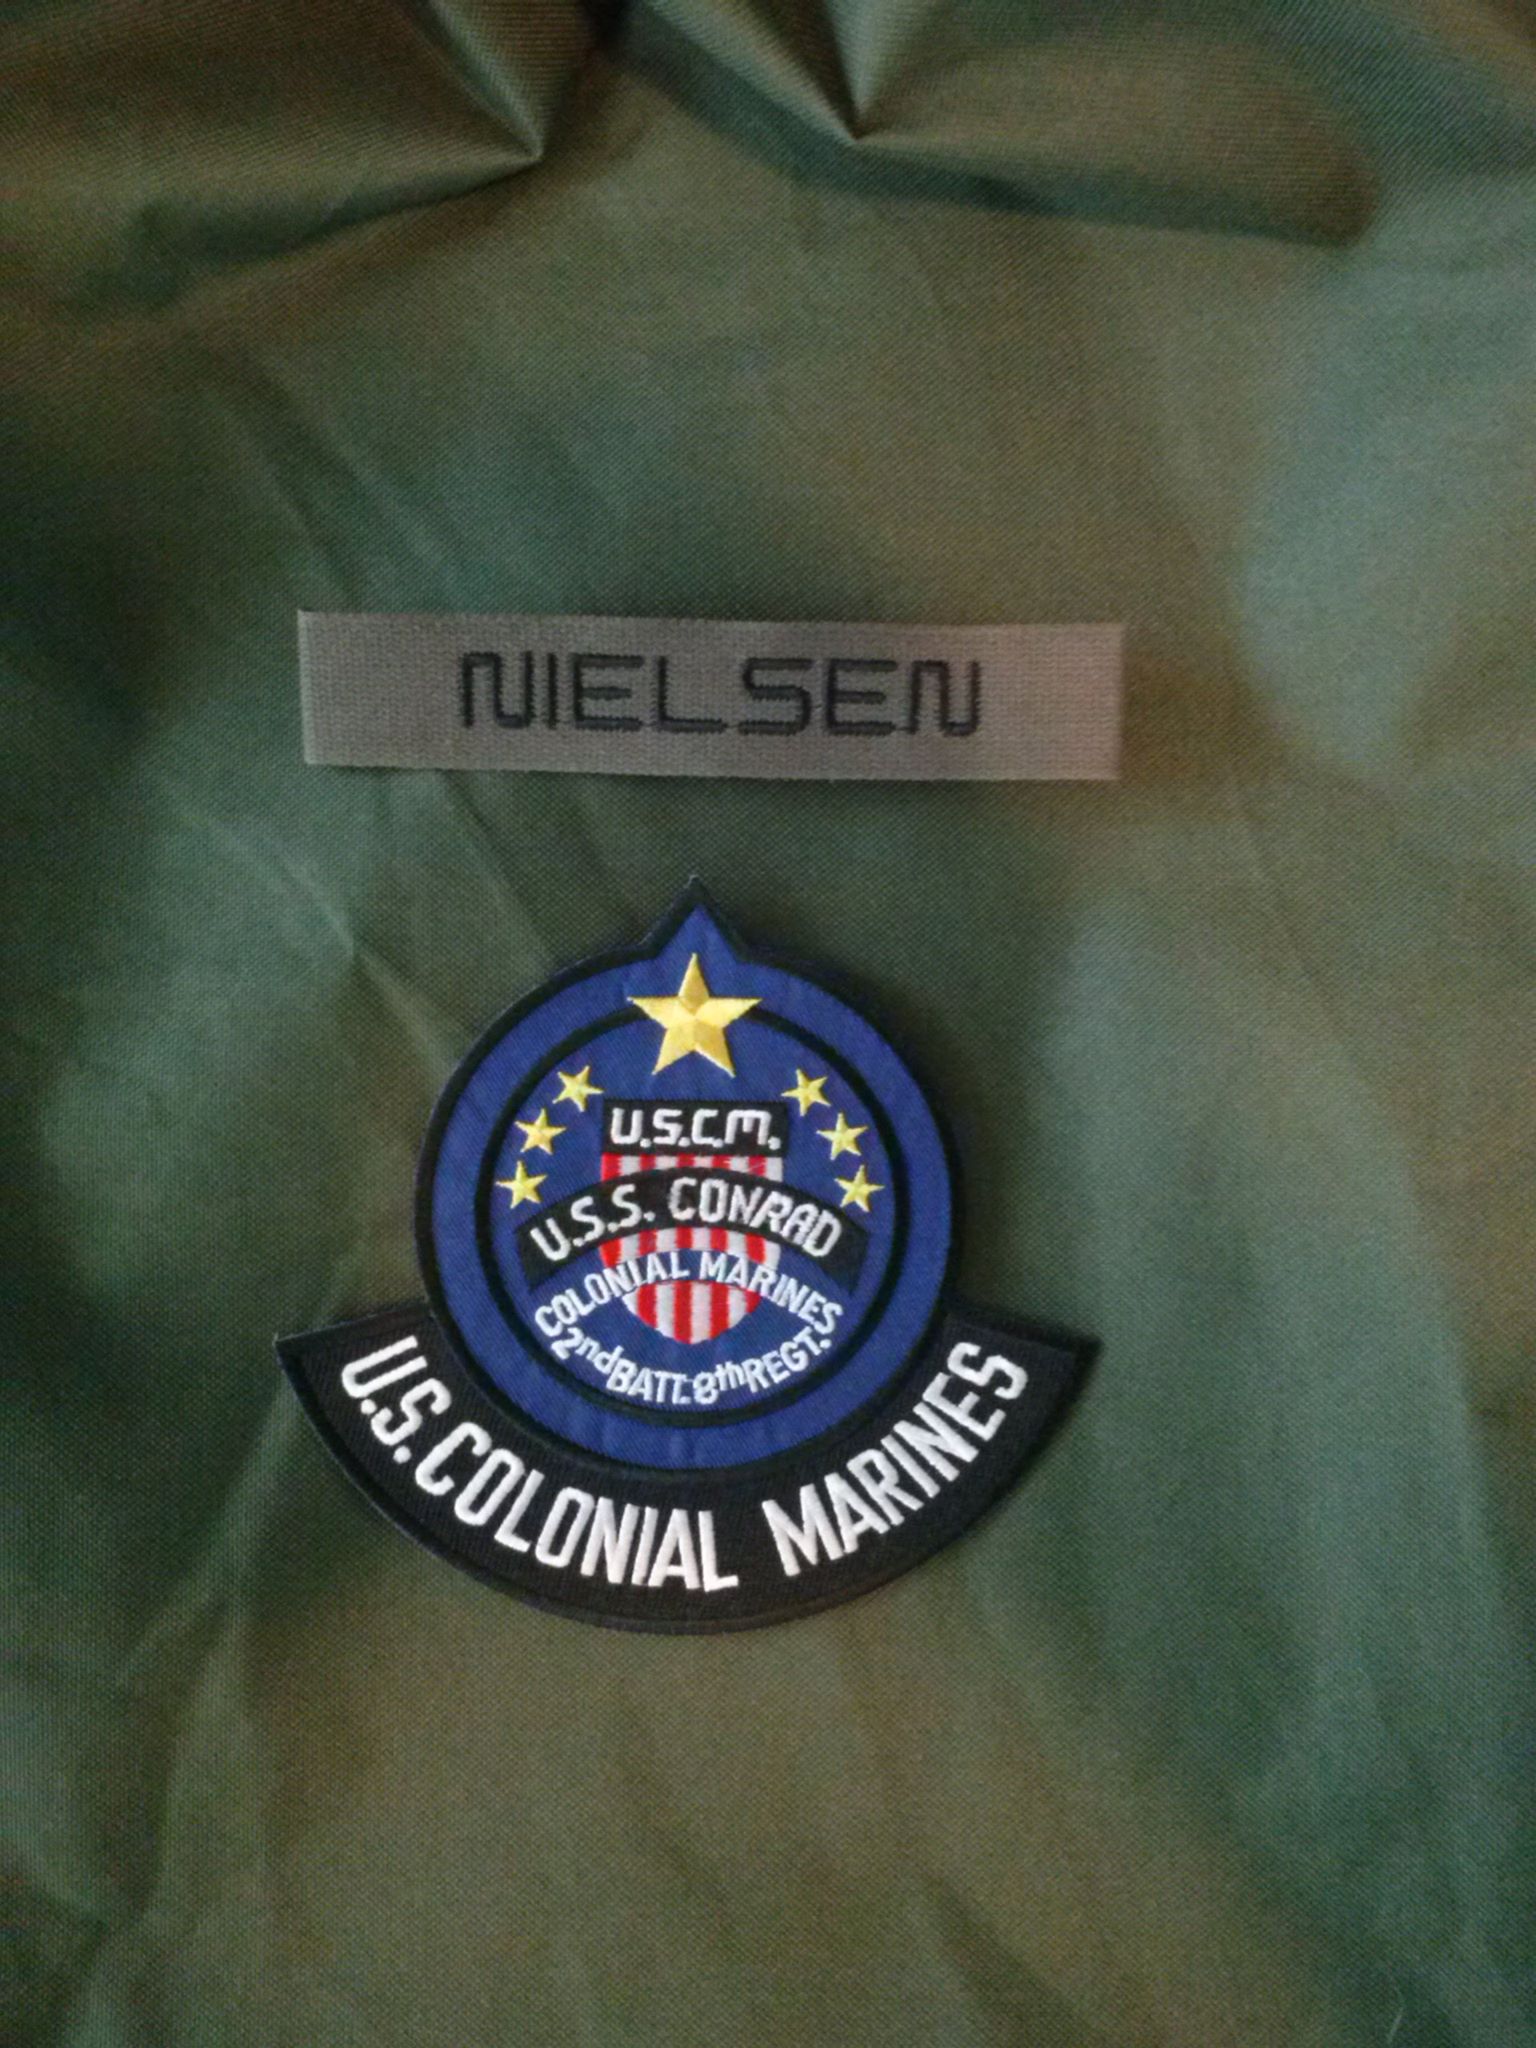 NIELSEN
U.S.C.M.
U.S.S. CONRAD
COLONIAL MARINES
2nd BATT. 8th REGT.
U.S. COLONIAL MARINES